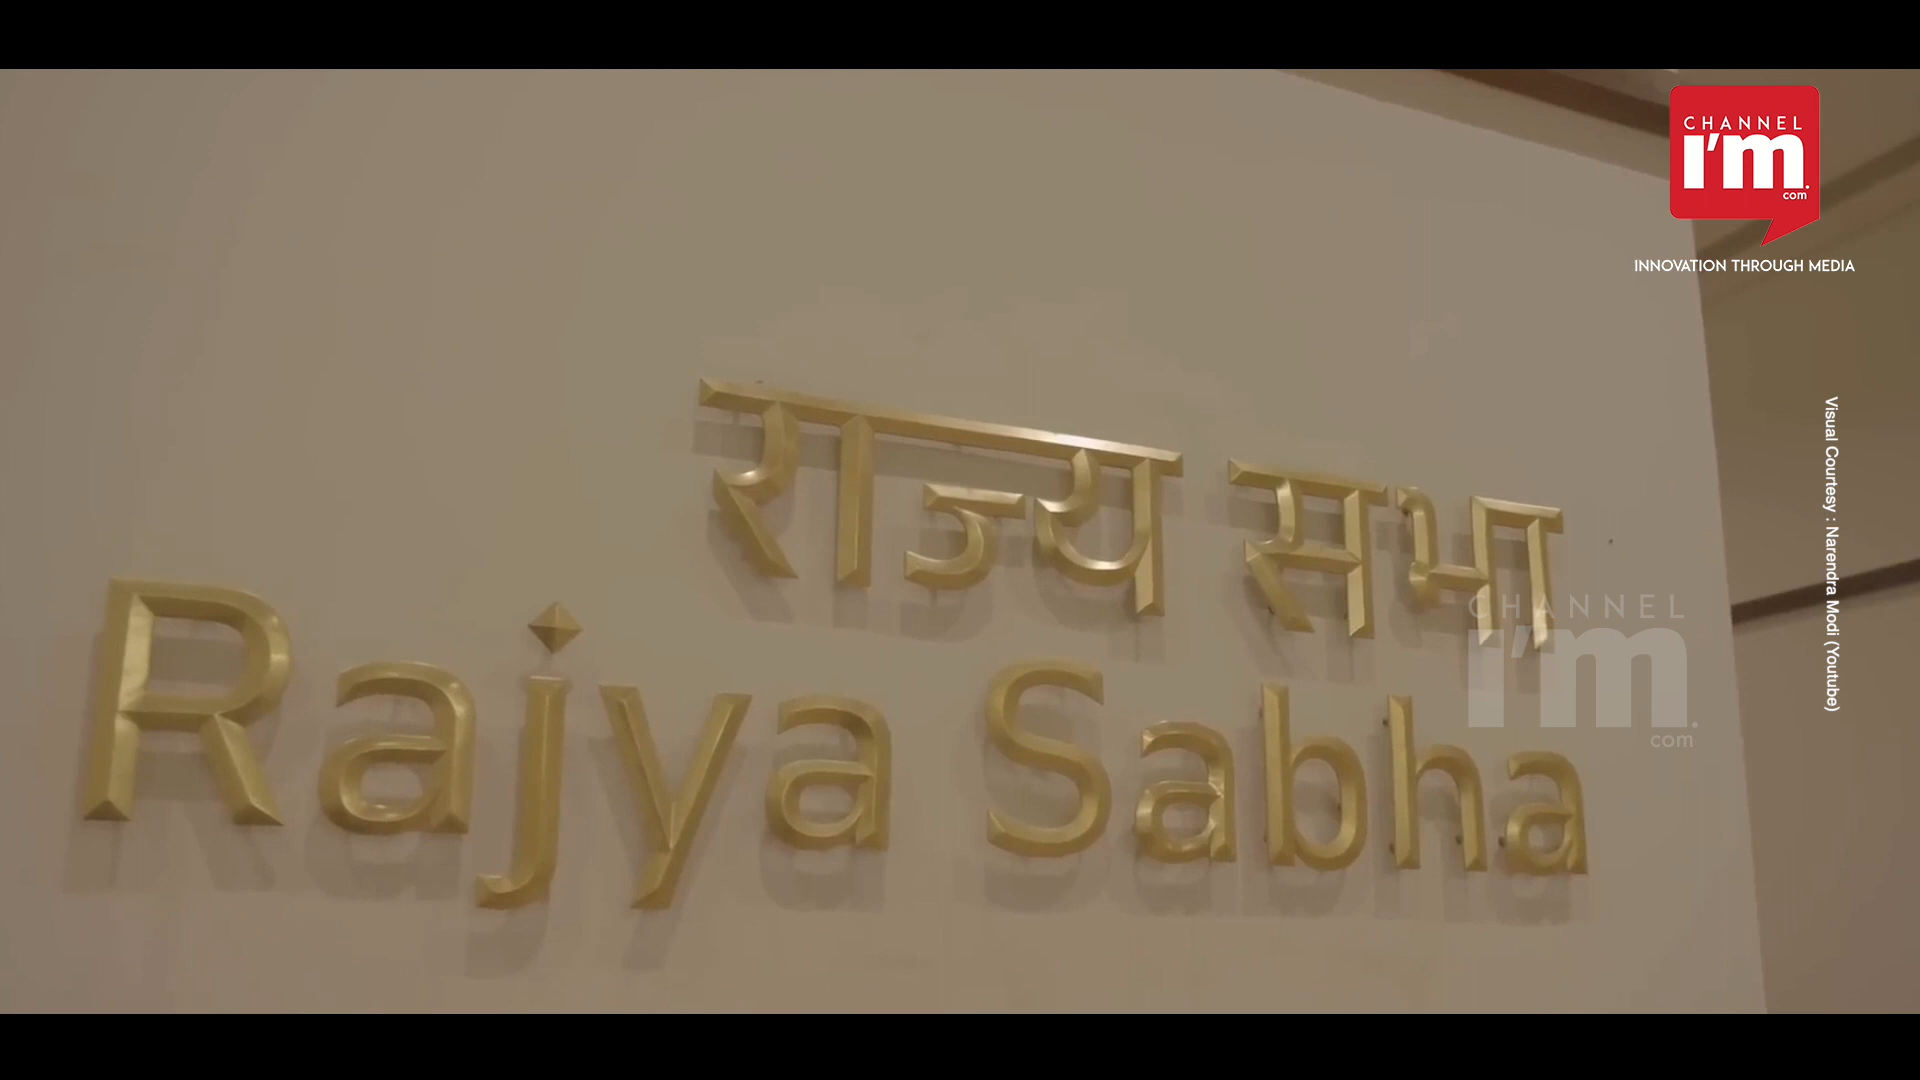 CHANNEL
I'm.
com
INNOVATION THROUGH MEDIA
राज्य सभा
Rajya Sabha
CHANNEL
I'm.
com
Visual Courtesy : Narendra Modi (Youtube)